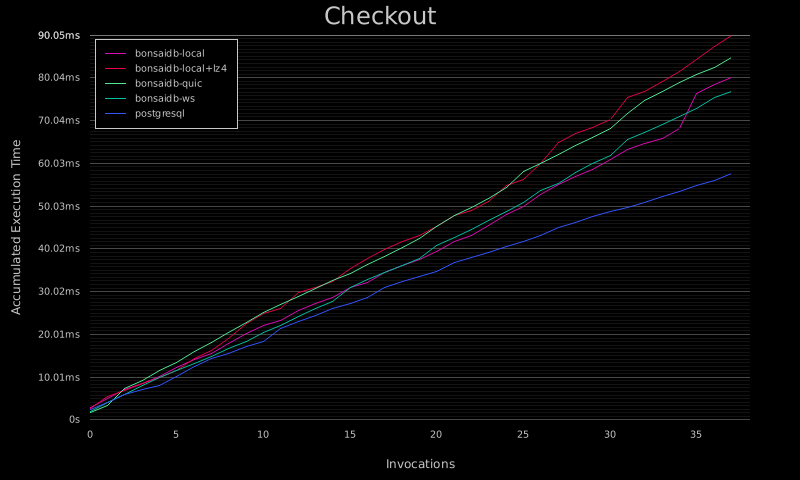 Checkout
90.05ms
80.04ms
70.04ms
60.03ms
50.03ms
40.02ms
30.02ms
20.01ms
10.01ms
0s
bonsaidb-local
bonsaidb-local+lz4
bonsaidb-quic
bonsaidb-ws
postgresql
Accumulated Execution Time
0 5 10 15 20 25 30 35
Invocations